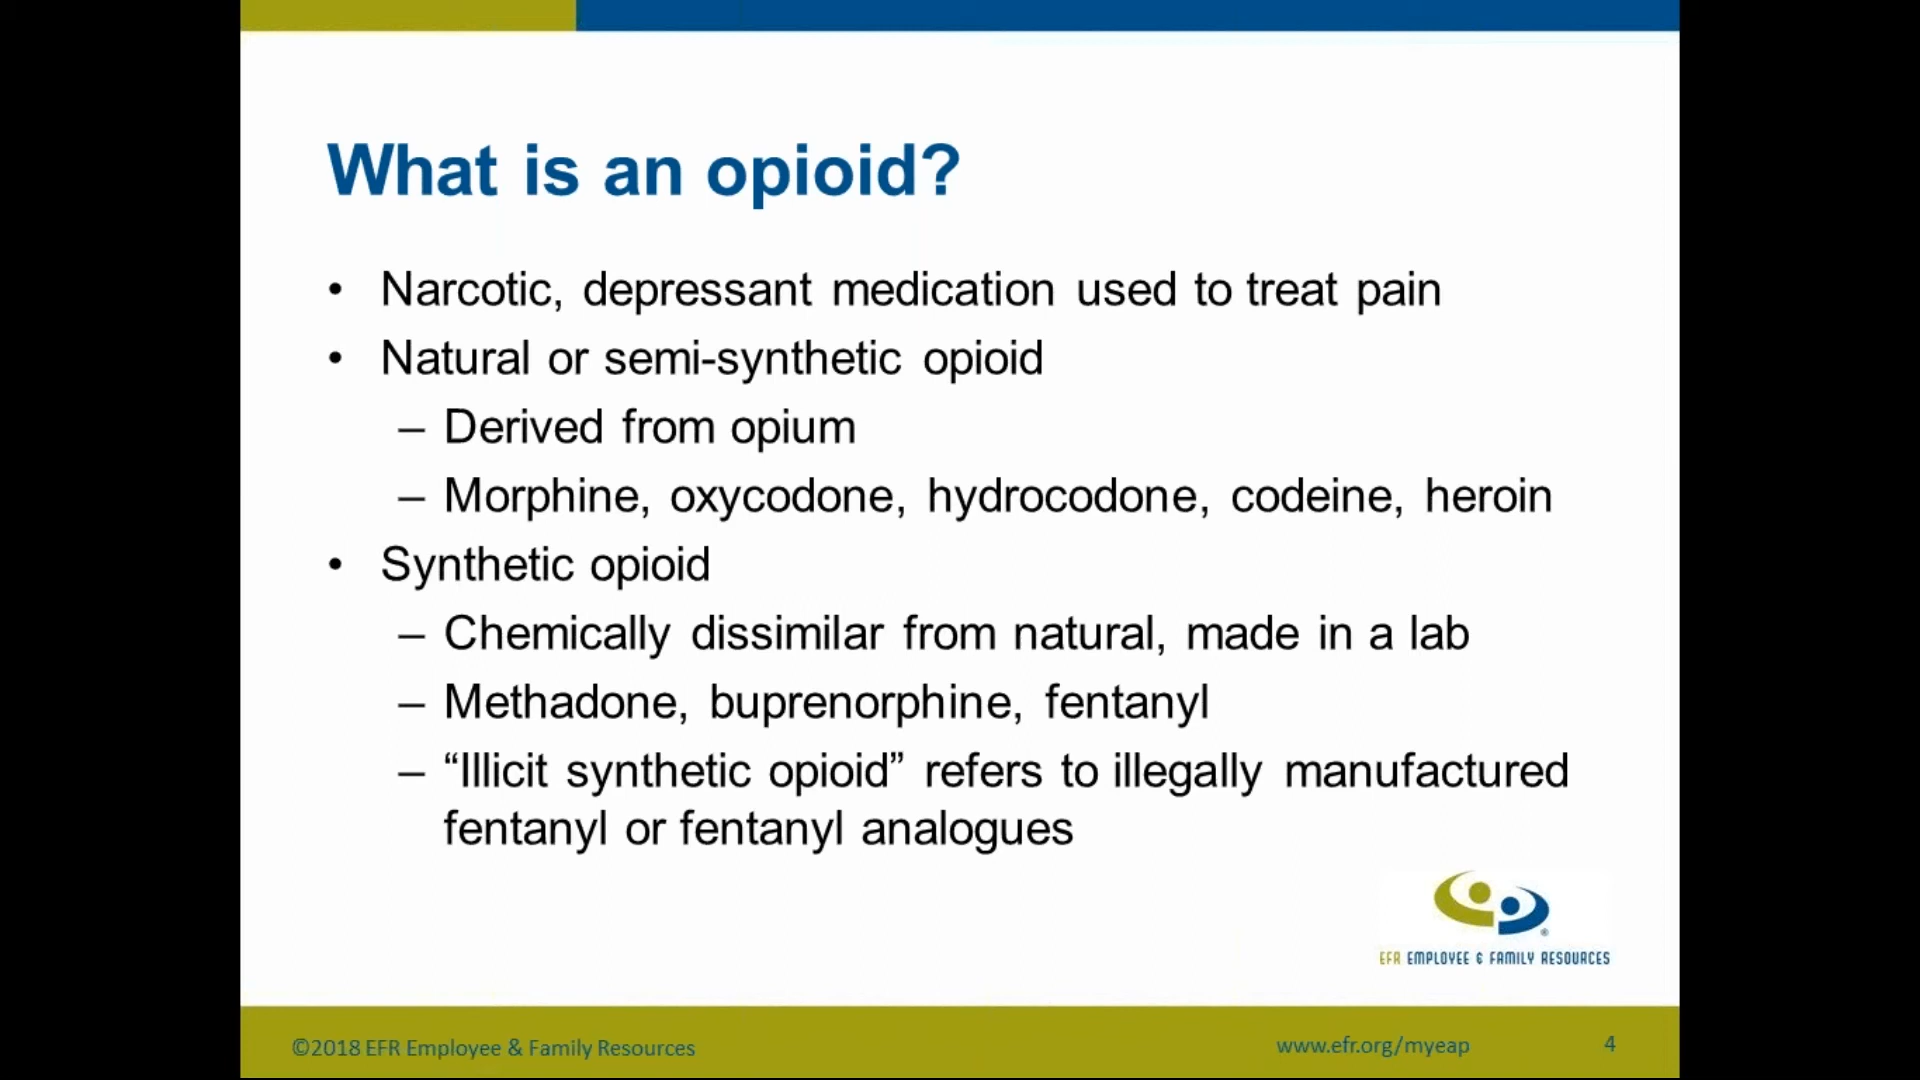 What is an opioid?
• Narcotic, depressant medication used to treat pain
• Natural or semi-synthetic opioid
– Derived from opium
– Morphine, oxycodone, hydrocodone, codeine, heroin
• Synthetic opioid
– Chemically dissimilar from natural, made in a lab
– Methadone, buprenorphine, fentanyl
– “Illicit synthetic opioid” refers to illegally manufactured
fentanyl or fentanyl analogues
®
EFR EMPLOYEE & FAMILY RESOURCES
©2018 EFR Employee & Family Resources
www.efr.org/myeap
4